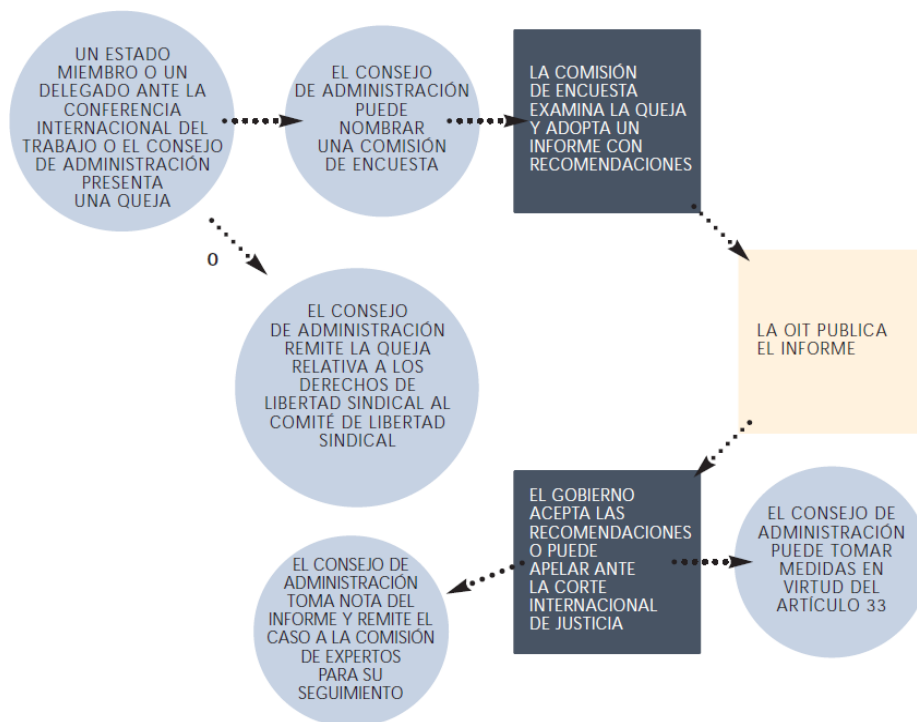 UN ESTADO
MIEMBRO O UN
DELEGADO ANTE LA
CONFERENCIA
INTERNACIONAL DEL
TRABAJO O EL CONSEJO
DE ADMINISTRACIÓN
PRESENTA
UNA QUEJA
EL CONSEJO
DE ADMINISTRACIÓN
PUEDE
NOMBRAR
UNA COMISIÓN
DE ENCUESTA
LA COMISIÓN
DE ENCUESTA
EXAMINA LA QUEJA
Y ADOPTA UN
INFORME CON
RECOMENDACIONES
O
EL CONSEJO
DE ADMINISTRACIÓN
REMITE LA QUEJA
RELATIVA A LOS
DERECHOS DE
LIBERTAD SINDICAL AL
COMITÉ DE LIBERTAD
SINDICAL
LA OIT PUBLICA
EL INFORME
EL GOBIERNO
ACEPTA LAS
RECOMENDACIONES
O PUEDE
APELAR ANTE
LA CORTE
INTERNACIONAL
DE JUSTICIA
EL CONSEJO DE
ADMINISTRACIÓN
PUEDE TOMAR
MEDIDAS EN
VIRTUD DEL
ARTÍCULO 33
EL CONSEJO DE
ADMINISTRACIÓN
TOMA NOTA DEL
INFORME Y REMITE EL
CASO A LA COMISIÓN
DE EXPERTOS
PARA SU
SEGUIMIENTO